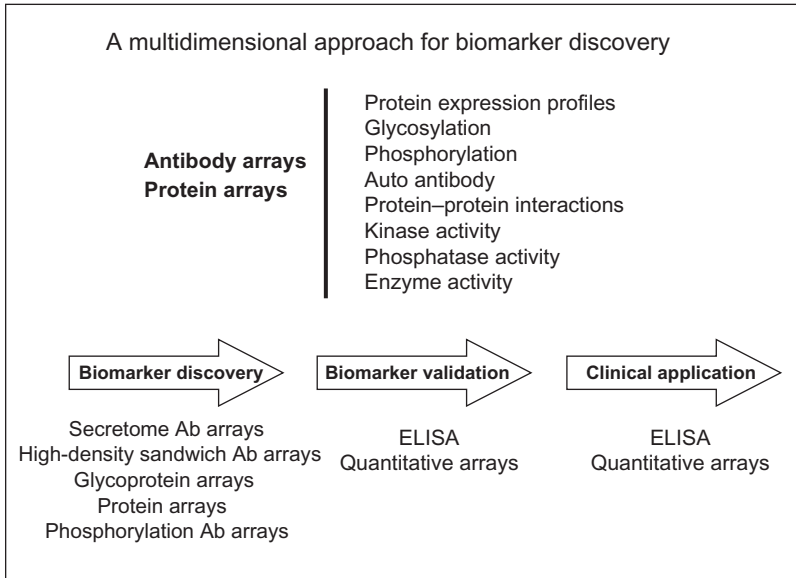 A multidimensional approach for biomarker discovery
Antibody arrays
Protein arrays
Protein expression profiles
Glycosylation
Phosphorylation
Auto antibody
Protein–protein interactions
Kinase activity
Phosphatase activity
Enzyme activity
Biomarker discovery
Secretome Ab arrays
High-density sandwich Ab arrays
Glycoprotein arrays
Protein arrays
Phosphorylation Ab arrays
Biomarker validation
ELISA
Quantitative arrays
Clinical application
ELISA
Quantitative arrays